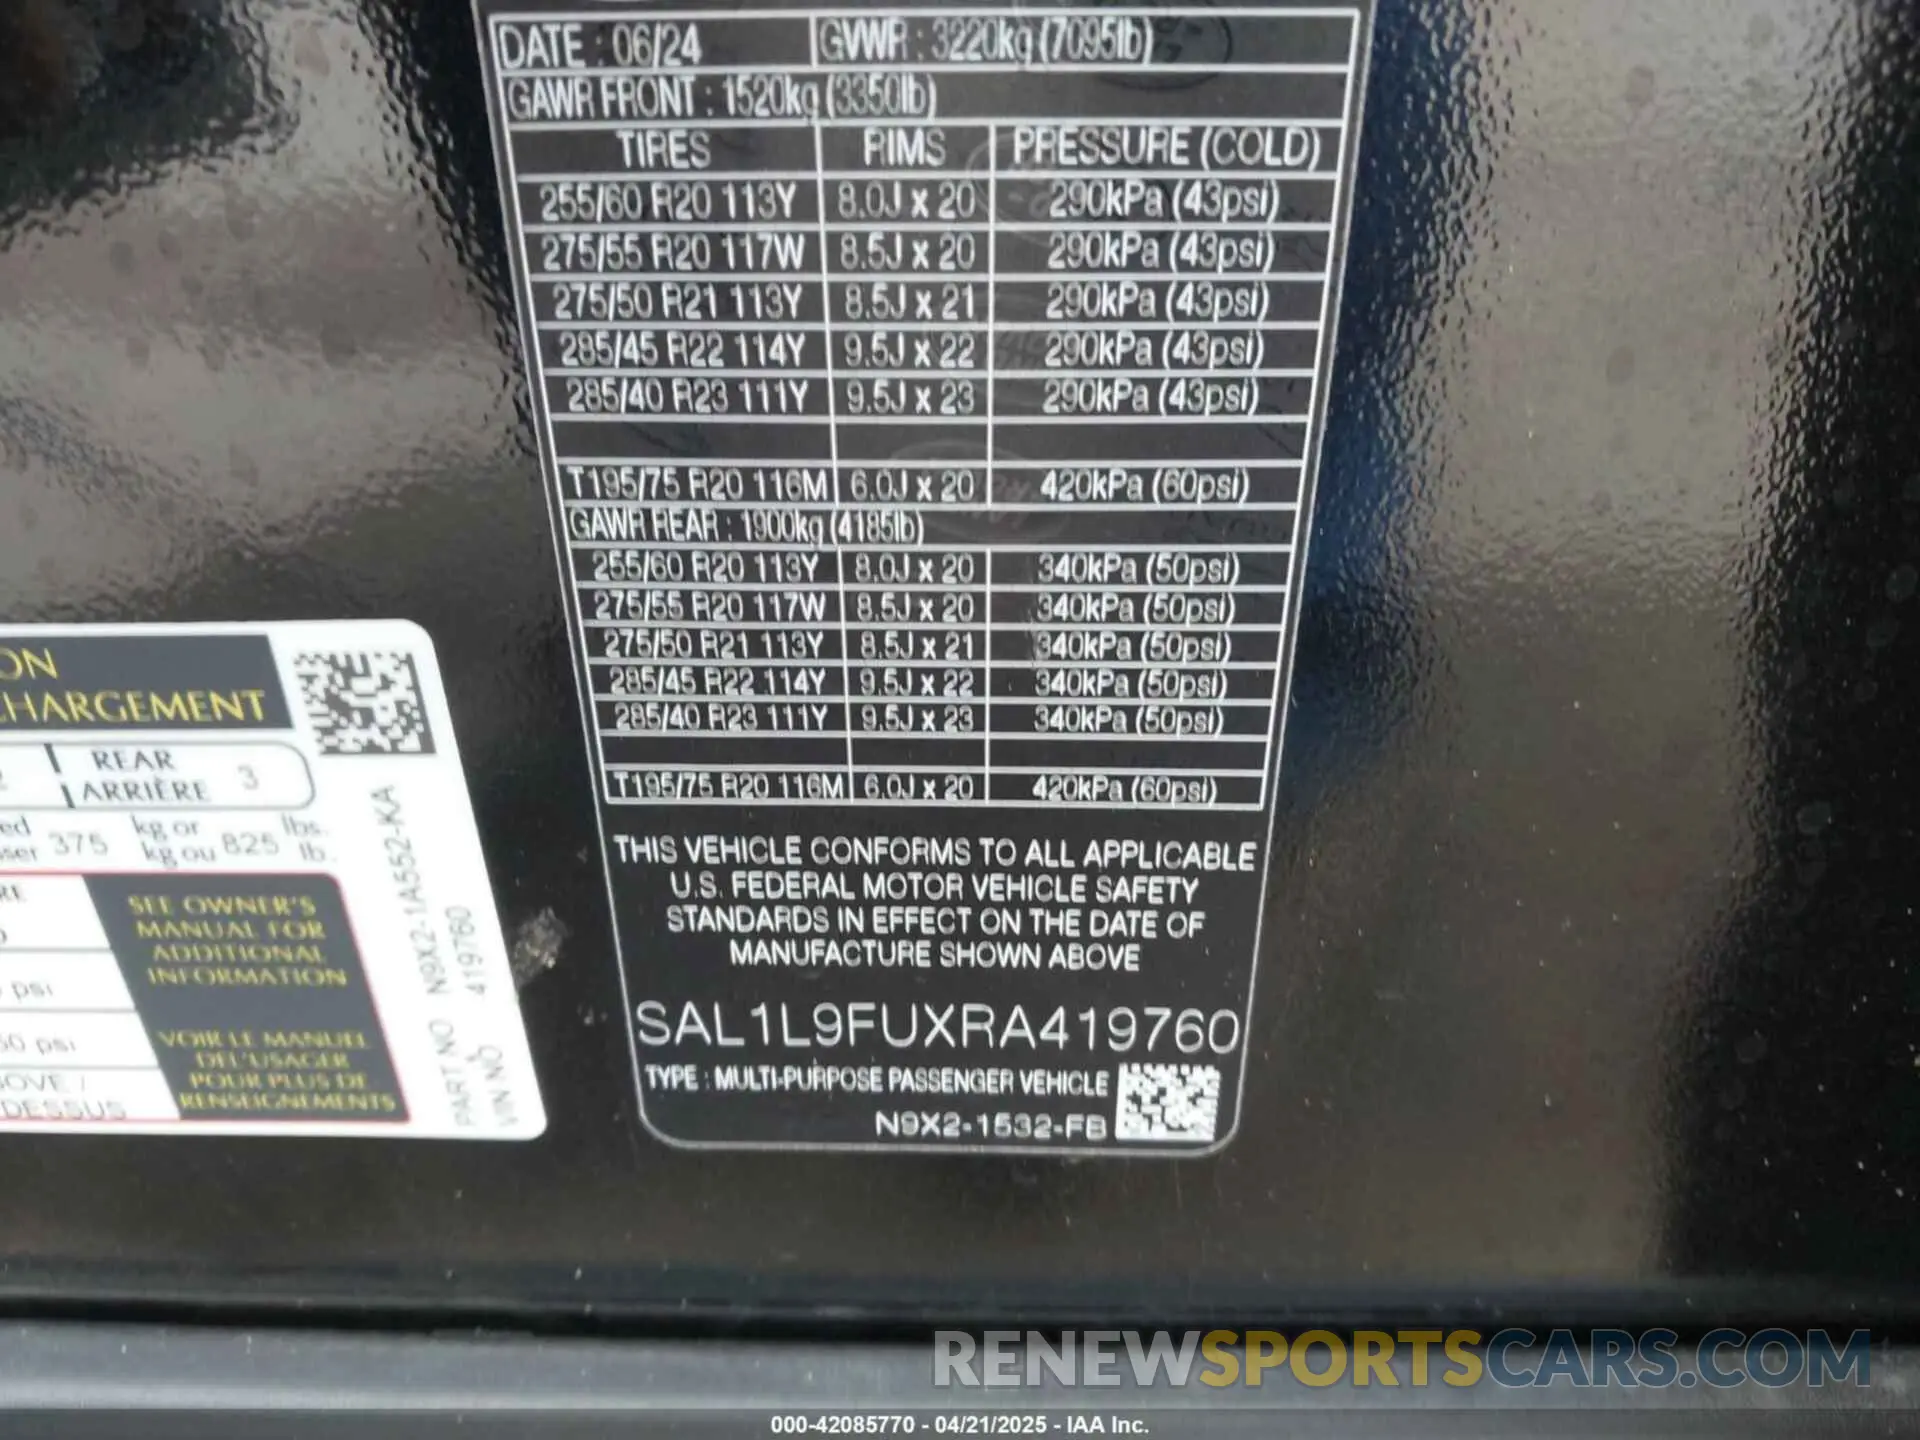 DATE : 06/24 GVWR : 3220kg (7095lb)
GAWR FRONT : 1520kg (3350lb)
TIRES RIMS PRESSURE (COLD)
255/60 R20 113Y 8.0J x 20 290kPa (43psi)
275/55 R20 117W 8.5J x 20 290kPa (43psi)
275/50 R21 113Y 8.5J x 21 290kPa (43psi)
285/45 R22 114Y 9.5J x 22 290kPa (43psi)
285/40 R23 111Y 9.5J x 23 290kPa (43psi)
T195/75 R20 116M 6.0J x 20 420kPa (60psi)
GAWR REAR : 1900kg (4185lb)
255/60 R20 113Y 8.0J x 20 340kPa (50psi)
275/55 R20 117W 8.5J x 20 340kPa (50psi)
275/50 R21 113Y 8.5J x 21 340kPa (50psi)
285/45 R22 114Y 9.5J x 22 340kPa (50psi)
285/40 R23 111Y 9.5J x 23 340kPa (50psi)
T195/75 R20 116M 6.0J x 20 420kPa (60psi)
THIS VEHICLE CONFORMS TO ALL APPLICABLE
U.S. FEDERAL MOTOR VEHICLE SAFETY
STANDARDS IN EFFECT ON THE DATE OF
MANUFACTURE SHOWN ABOVE
SAL1L9FUXRA419760
TYPE : MULTI-PURPOSE PASSENGER VEHICLE
N9X2-1532-FB
ON
CHARGEMENT
REAR
ARRIÈRE 3
375 kg or 825 lbs.
kg ou lb.
SEE OWNER'S
MANUAL FOR
ADDITIONAL
INFORMATION
psi
50 psi
VOIR LE MANUEL
DE L'USAGER
POUR PLUS DE
RENSEIGNEMENTS
OVE /
DESSUS
PART NO N9X2-1A552-KA
VIN NO 419760
RENEWSPORTSCARS.COM
000-42085770 - 04/21/2025 - IAA Inc.